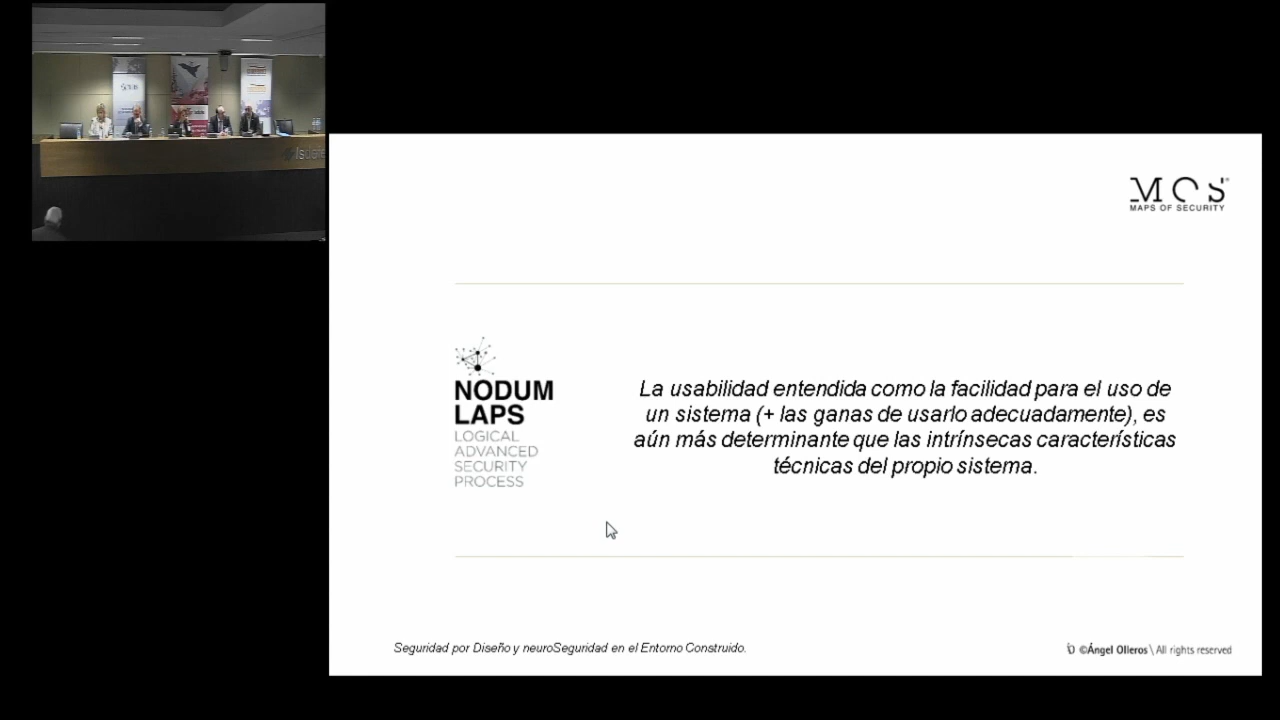 MOS
MAPS OF SECURITY
NODUM
LAPS
LOGICAL
ADVANCED
SECURITY
PROCESS
La usabilidad entendida como la facilidad para el uso de
un sistema (+ las ganas de usarlo adecuadamente), es
aún más determinante que las intrínsecas características
técnicas del propio sistema.
Seguridad por Diseño y neuroSeguridad en el Entorno Construido.
©Ángel Olleros \ All rights reserved